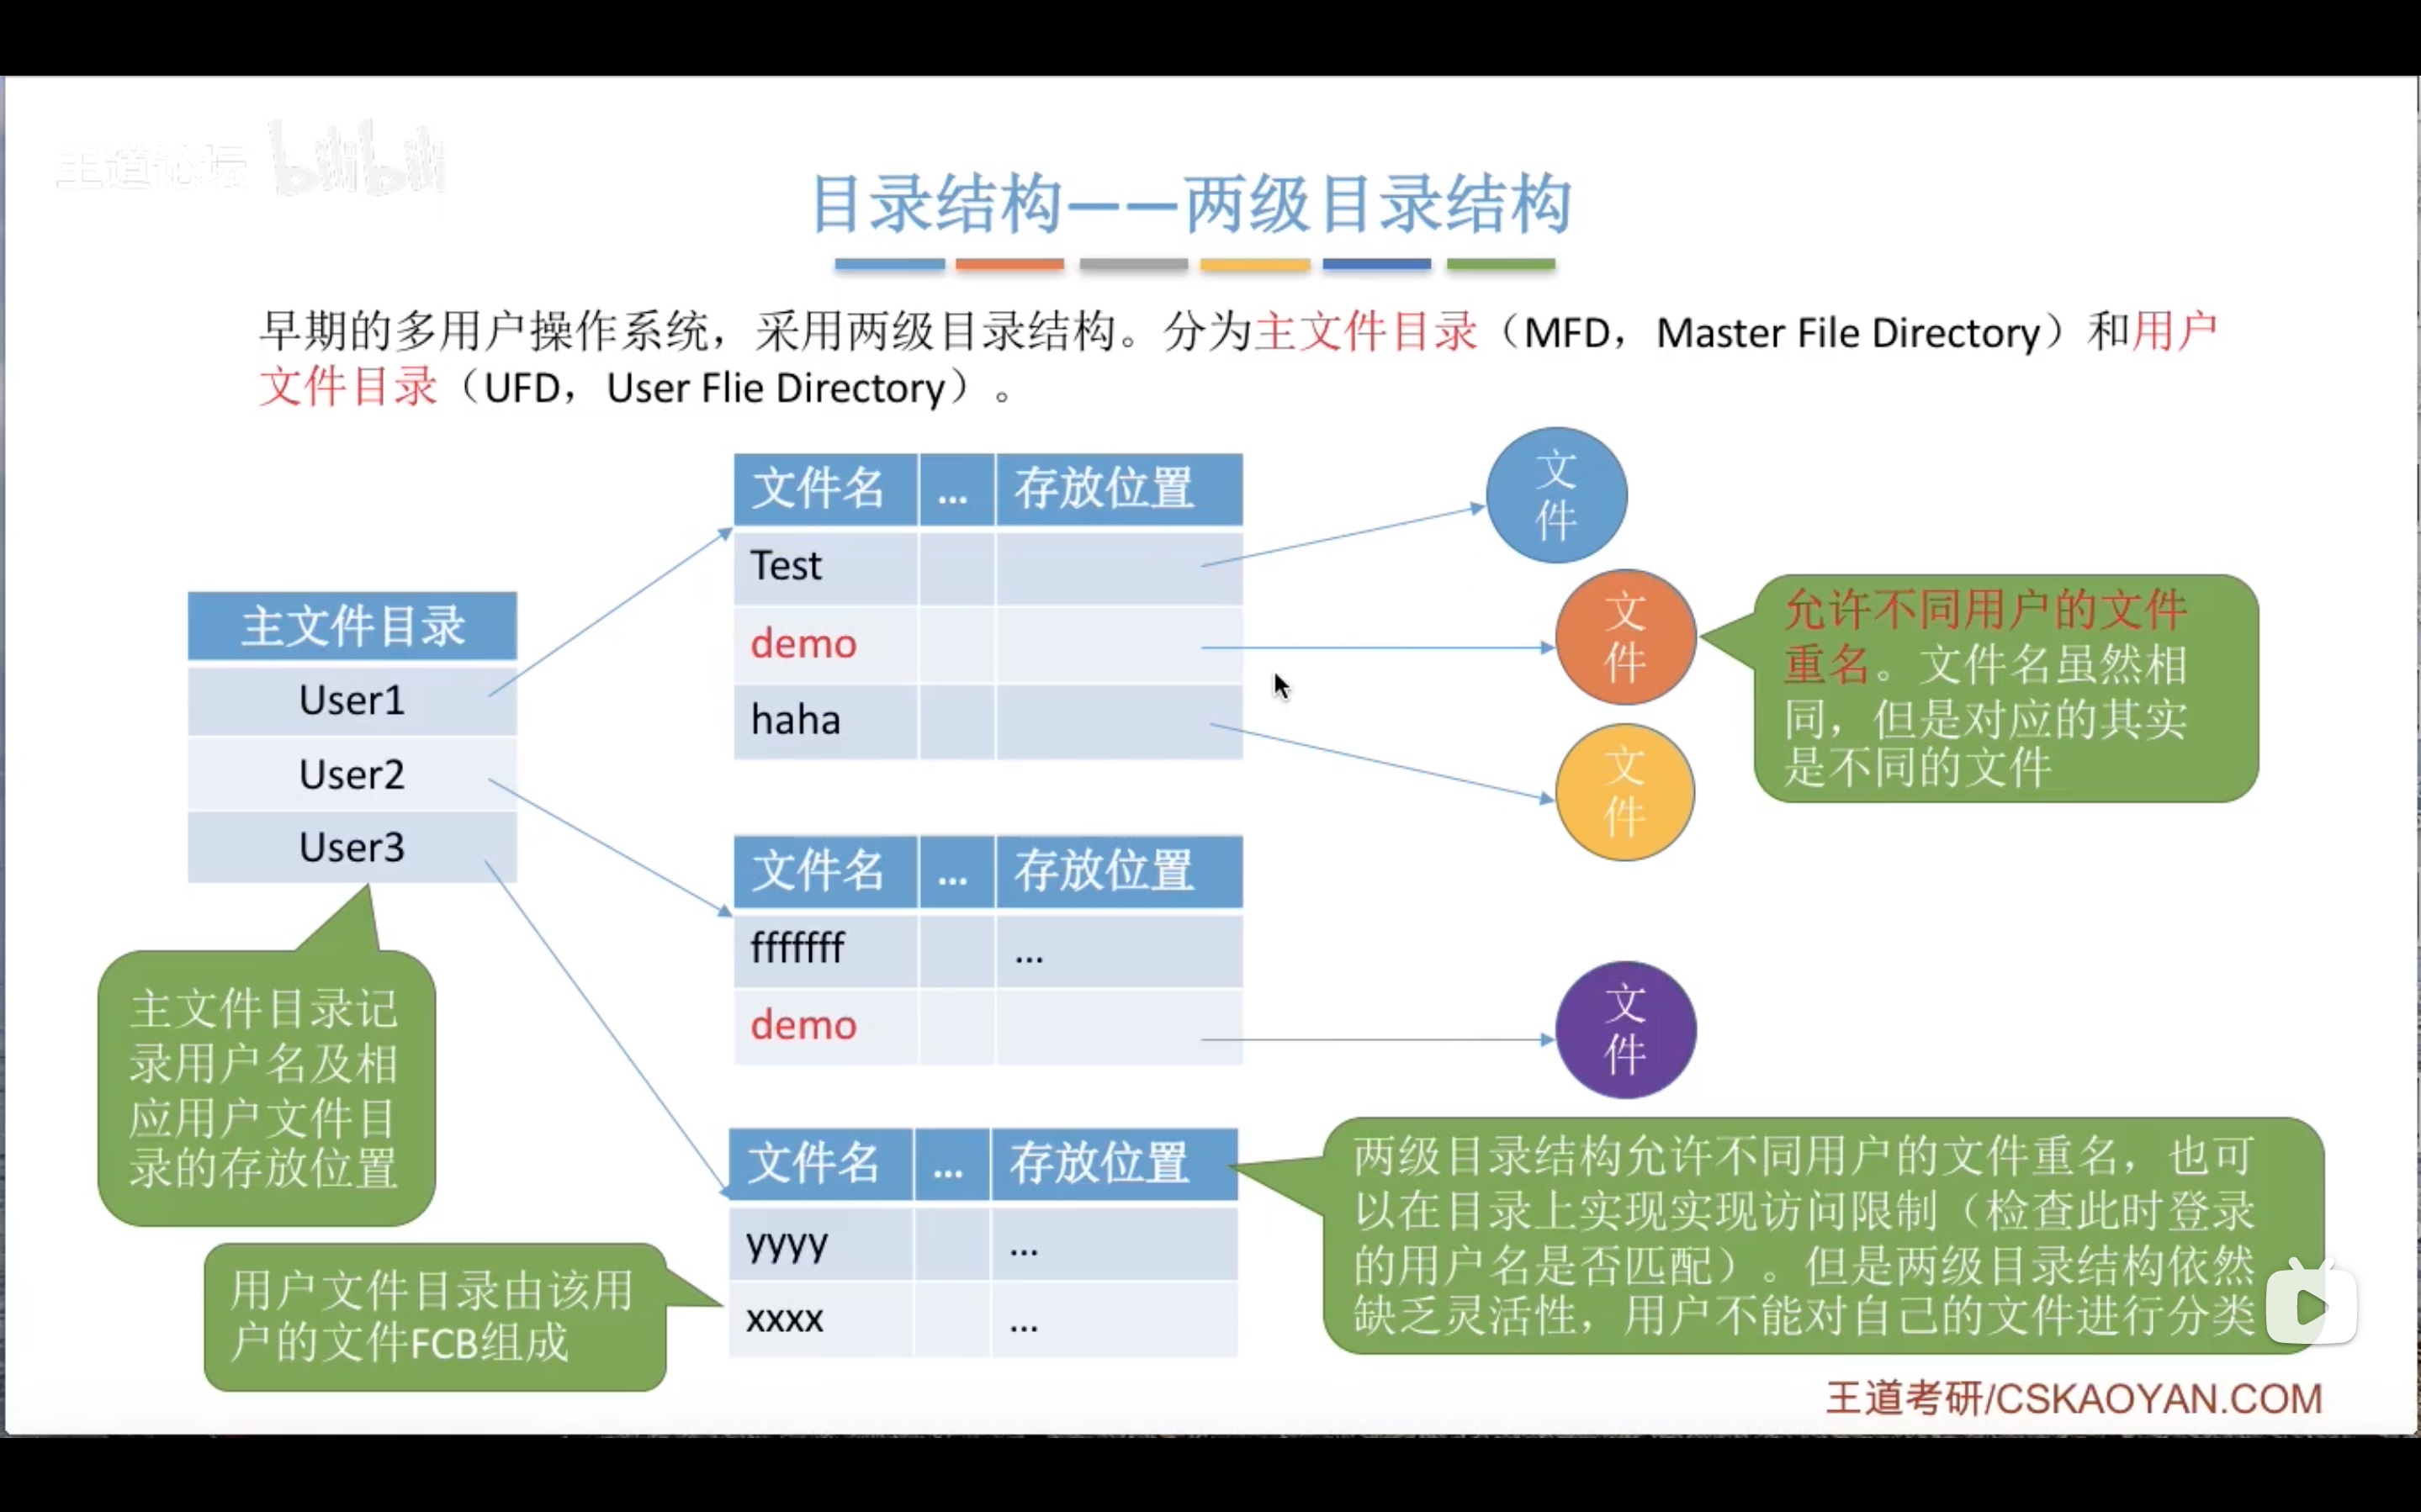 王道论坛 bilibili
目录结构——两级目录结构
早期的多用户操作系统，采用两级目录结构。分为主文件目录（MFD，Master File Directory）和用户
文件目录（UFD，User Flie Directory）。
主文件目录
User1
User2
User3
文件名 ... 存放位置
Test
demo
haha
文件名 ... 存放位置
fffffff ...
demo
文件名 ... 存放位置
yyyy ...
xxxx ...
文
件
文
件
文
件
文
件
允许不同用户的文件
重名。文件名虽然相
同，但是对应的其实
是不同的文件
主文件目录记
录用户名及相
应用户文件目
录的存放位置
用户文件目录由该用
户的文件FCB组成
两级目录结构允许不同用户的文件重名，也可
以在目录上实现实现访问限制（检查此时登录
的用户名是否匹配）。但是两级目录结构依然
缺乏灵活性，用户不能对自己的文件进行分类
王道考研/CSKAOYAN.COM